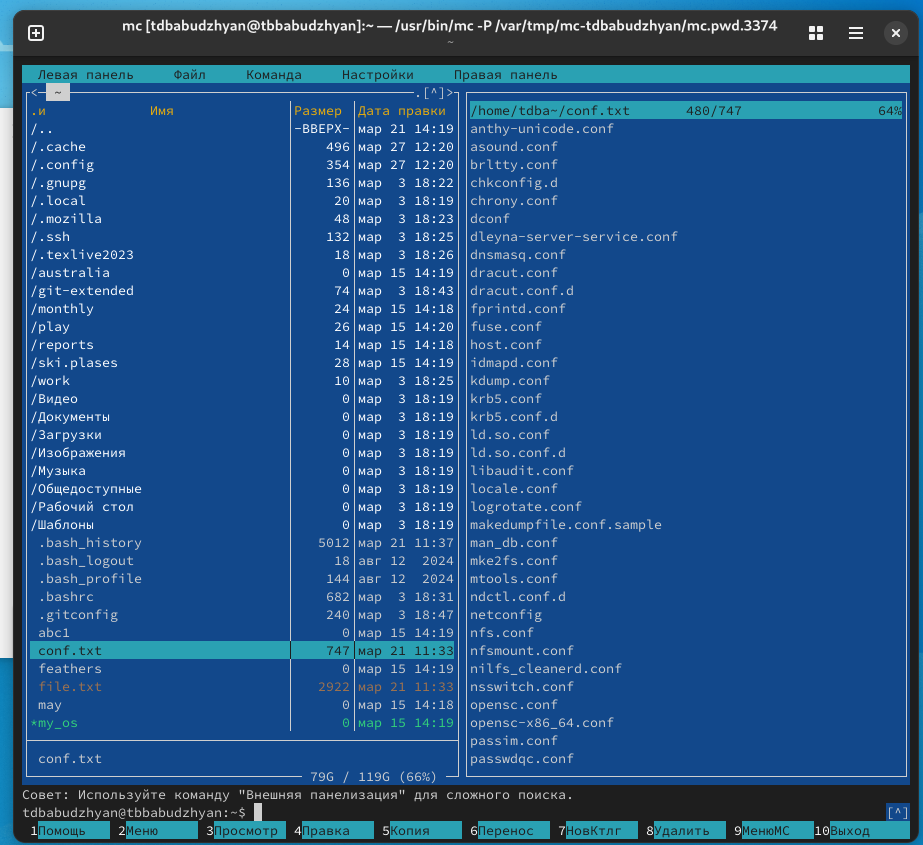 mc [tdbabudzhyan@tbbabudzhyan]:~ — /usr/bin/mc -P /var/tmp/mc-tdbabudzhyan/mc.pwd.3374
~
Левая панель Файл Команда Настройки Правая панель
<─ ~ ─.[^]>
.и Имя Размер Дата правки
/.. -ВВЕРХ- мар 21 14:19
/.cache 496 мар 27 12:20
/.config 354 мар 27 12:20
/.gnupg 136 мар 3 18:22
/.local 20 мар 3 18:19
/.mozilla 48 мар 3 18:23
/.ssh 132 мар 3 18:25
/.texlive2023 18 мар 3 18:26
/australia 0 мар 15 14:19
/git-extended 74 мар 3 18:43
/monthly 24 мар 15 14:18
/play 26 мар 15 14:20
/reports 14 мар 15 14:18
/ski.plases 28 мар 15 14:19
/work 10 мар 3 18:25
/Видео 0 мар 3 18:19
/Документы 0 мар 3 18:19
/Загрузки 0 мар 3 18:19
/Изображения 0 мар 3 18:19
/Музыка 0 мар 3 18:19
/Общедоступные 0 мар 3 18:19
/Рабочий стол 0 мар 3 18:19
/Шаблоны 0 мар 3 18:19
.bash_history 5012 мар 21 11:37
.bash_logout 18 авг 12 2024
.bash_profile 144 авг 12 2024
.bashrc 682 мар 3 18:31
.gitconfig 240 мар 3 18:47
abc1 0 мар 15 14:19
conf.txt 747 мар 21 11:33
feathers 0 мар 15 14:19
file.txt 2922 мар 21 11:33
may 0 мар 15 14:18
*my_os 0 мар 15 14:19
conf.txt
79G / 119G (66%)
/home/tdba~/conf.txt 480/747 64%
anthy-unicode.conf
asound.conf
brltty.conf
chkconfig.d
chrony.conf
dconf
dleyna-server-service.conf
dnsmasq.conf
dracut.conf
dracut.conf.d
fprintd.conf
fuse.conf
host.conf
idmapd.conf
kdump.conf
krb5.conf
krb5.conf.d
ld.so.conf
ld.so.conf.d
libaudit.conf
locale.conf
logrotate.conf
makedumpfile.conf.sample
man_db.conf
mke2fs.conf
mtools.conf
ndctl.conf.d
netconfig
nfs.conf
nfsmount.conf
nilfs_cleanerd.conf
nsswitch.conf
opensc.conf
opensc-x86_64.conf
passim.conf
passwdqc.conf
Совет: Используйте команду "Внешняя панелизация" для сложного поиска.
tdbabudzhyan@tbbabudzhyan:~$ [^]
1Помощь 2Меню 3Просмотр 4Правка 5Копия 6Перенос 7НовКтлг 8Удалить 9МенюMC 10Выход